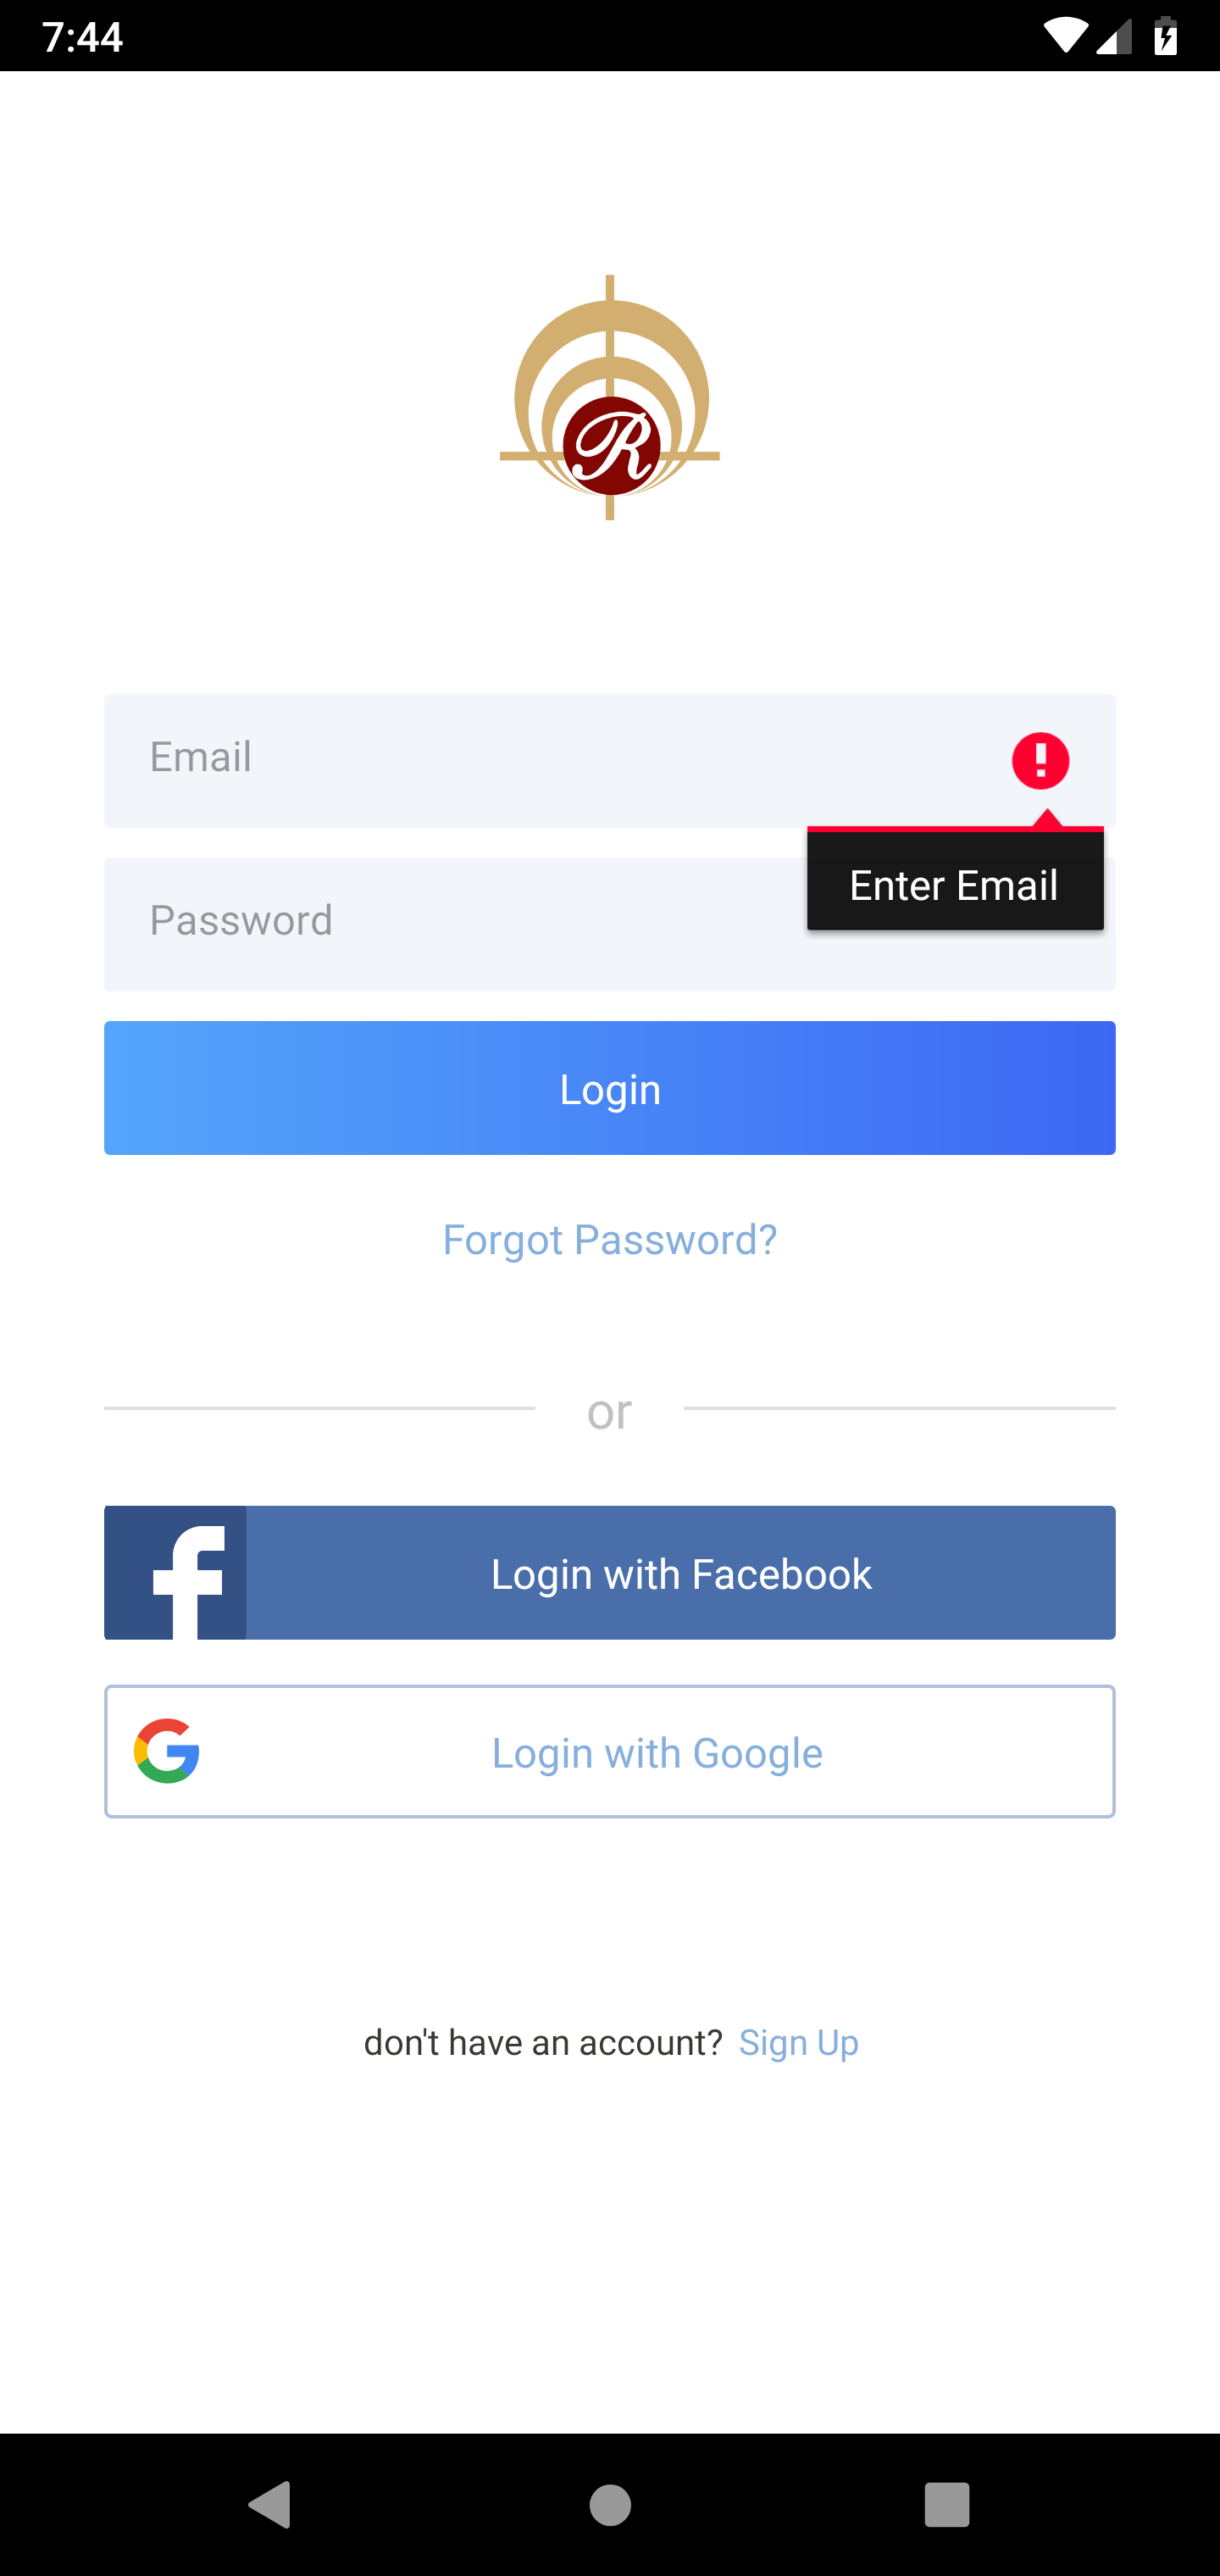 7:44
R
Email
Enter Email
Password
Login
Forgot Password?
or
Login with Facebook
Login with Google
don't have an account? Sign Up